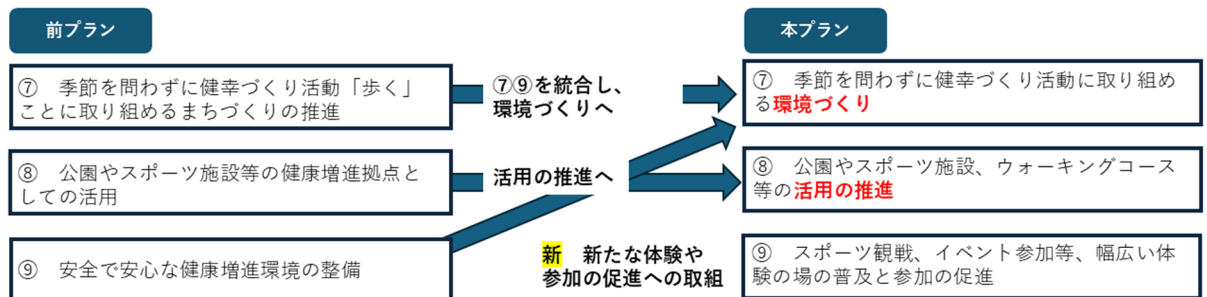 前プラン
本プラン
⑦　季節を問わずに健幸づくり活動「歩く」
ことに取り組めるまちづくりの推進
⑦⑨を統合し、
環境づくりへ
⑦　季節を問わずに健幸づくり活動に取り組め
る環境づくり
⑧　公園やスポーツ施設等の健康増進拠点と
しての活用
活用の推進へ
⑧　公園やスポーツ施設、ウォーキングコース
等の活用の推進
⑨　安全で安心な健康増進環境の整備
新　新たな体験や
参加の促進への取組
⑨　スポーツ観戦、イベント参加等、幅広い体
験の場の普及と参加の促進